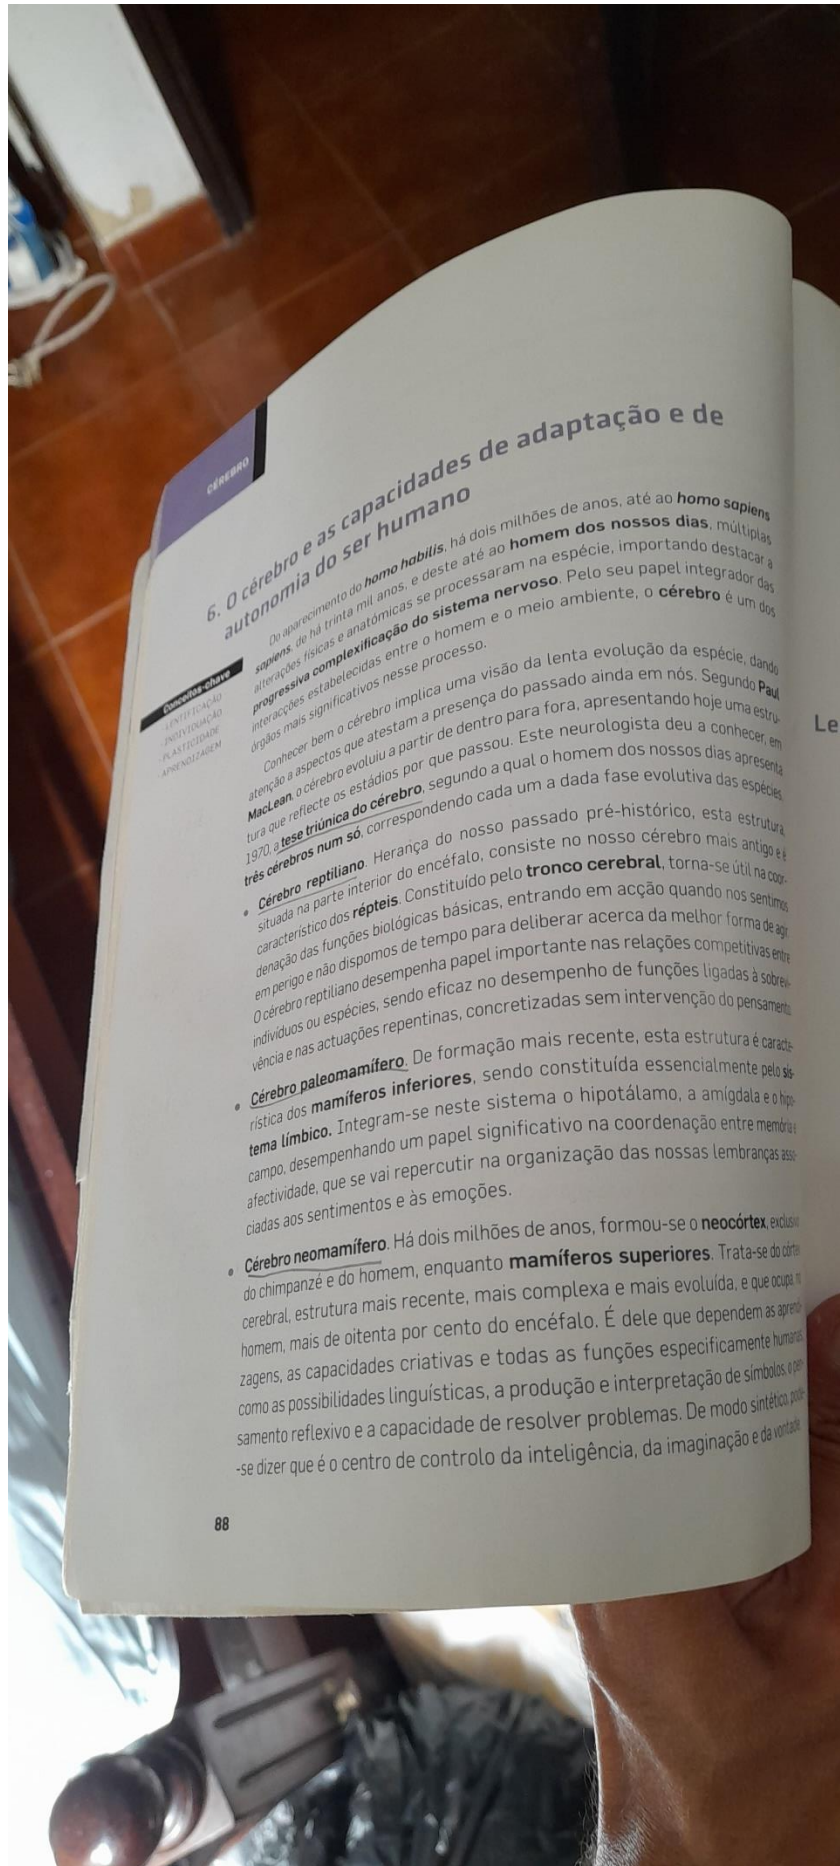 CÉREBRO
6. O cérebro e as capacidades de adaptação e de
autonomia do ser humano
Conceitos-chave
· LENTIFICAÇÃO
· INDIVIDUAÇÃO
· PLASTICIDADE
· APRENDIZAGEM
Do aparecimento do homo habilis, há dois milhões de anos, até ao homo sapiens
sapiens, de há trinta mil anos, e deste até ao homem dos nossos dias, múltiplas
alterações físicas e anatómicas se processaram na espécie, importando destacar a
progressiva complexificação do sistema nervoso. Pelo seu papel integrador das
interacções estabelecidas entre o homem e o meio ambiente, o cérebro é um dos
órgãos mais significativos nesse processo.
Conhecer bem o cérebro implica uma visão da lenta evolução da espécie, dando
atenção a aspectos que atestam a presença do passado ainda em nós. Segundo Paul
MacLean, o cérebro evoluiu a partir de dentro para fora, apresentando hoje uma estru-
tura que reflecte os estádios por que passou. Este neurologista deu a conhecer, em
1970, a tese triúnica do cérebro, segundo a qual o homem dos nossos dias apresenta
três cérebros num só, correspondendo cada um a dada fase evolutiva das espécies.
• Cérebro reptiliano. Herança do nosso passado pré-histórico, esta estrutura,
situada na parte interior do encéfalo, consiste no nosso cérebro mais antigo e é
característico dos répteis. Constituído pelo tronco cerebral, torna-se útil na coor-
denação das funções biológicas básicas, entrando em acção quando nos sentimos
em perigo e não dispomos de tempo para deliberar acerca da melhor forma de agir.
O cérebro reptiliano desempenha papel importante nas relações competitivas entre
indivíduos ou espécies, sendo eficaz no desempenho de funções ligadas à sobrevi-
vência e nas actuações repentinas, concretizadas sem intervenção do pensamento.
• Cérebro paleomamífero. De formação mais recente, esta estrutura é caracte-
rística dos mamíferos inferiores, sendo constituída essencialmente pelo sis-
tema límbico. Integram-se neste sistema o hipotálamo, a amígdala e o hipo-
campo, desempenhando um papel significativo na coordenação entre memória e
afectividade, que se vai repercutir na organização das nossas lembranças asso-
ciadas aos sentimentos e às emoções.
• Cérebro neomamífero. Há dois milhões de anos, formou-se o neocórtex, exclusivo
do chimpanzé e do homem, enquanto mamíferos superiores. Trata-se do córtex
cerebral, estrutura mais recente, mais complexa e mais evoluída, e que ocupa, no
homem, mais de oitenta por cento do encéfalo. É dele que dependem as aprendi-
zagens, as capacidades criativas e todas as funções especificamente humanas,
como as possibilidades linguísticas, a produção e interpretação de símbolos, o pen-
samento reflexivo e a capacidade de resolver problemas. De modo sintético, pode-
-se dizer que é o centro de controlo da inteligência, da imaginação e da vontade.
88
Le